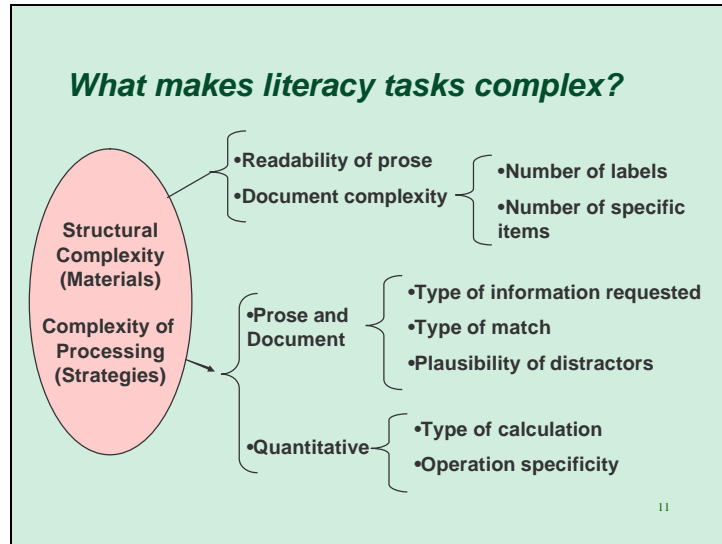 What makes literacy tasks complex?
•Readability of prose
•Document complexity
•Number of labels
•Number of specific
items
Structural
Complexity
(Materials)
Complexity of
Processing
(Strategies)
•Prose and
Document
•Type of information requested
•Type of match
•Plausibility of distractors
•Quantitative
•Type of calculation
•Operation specificity
11